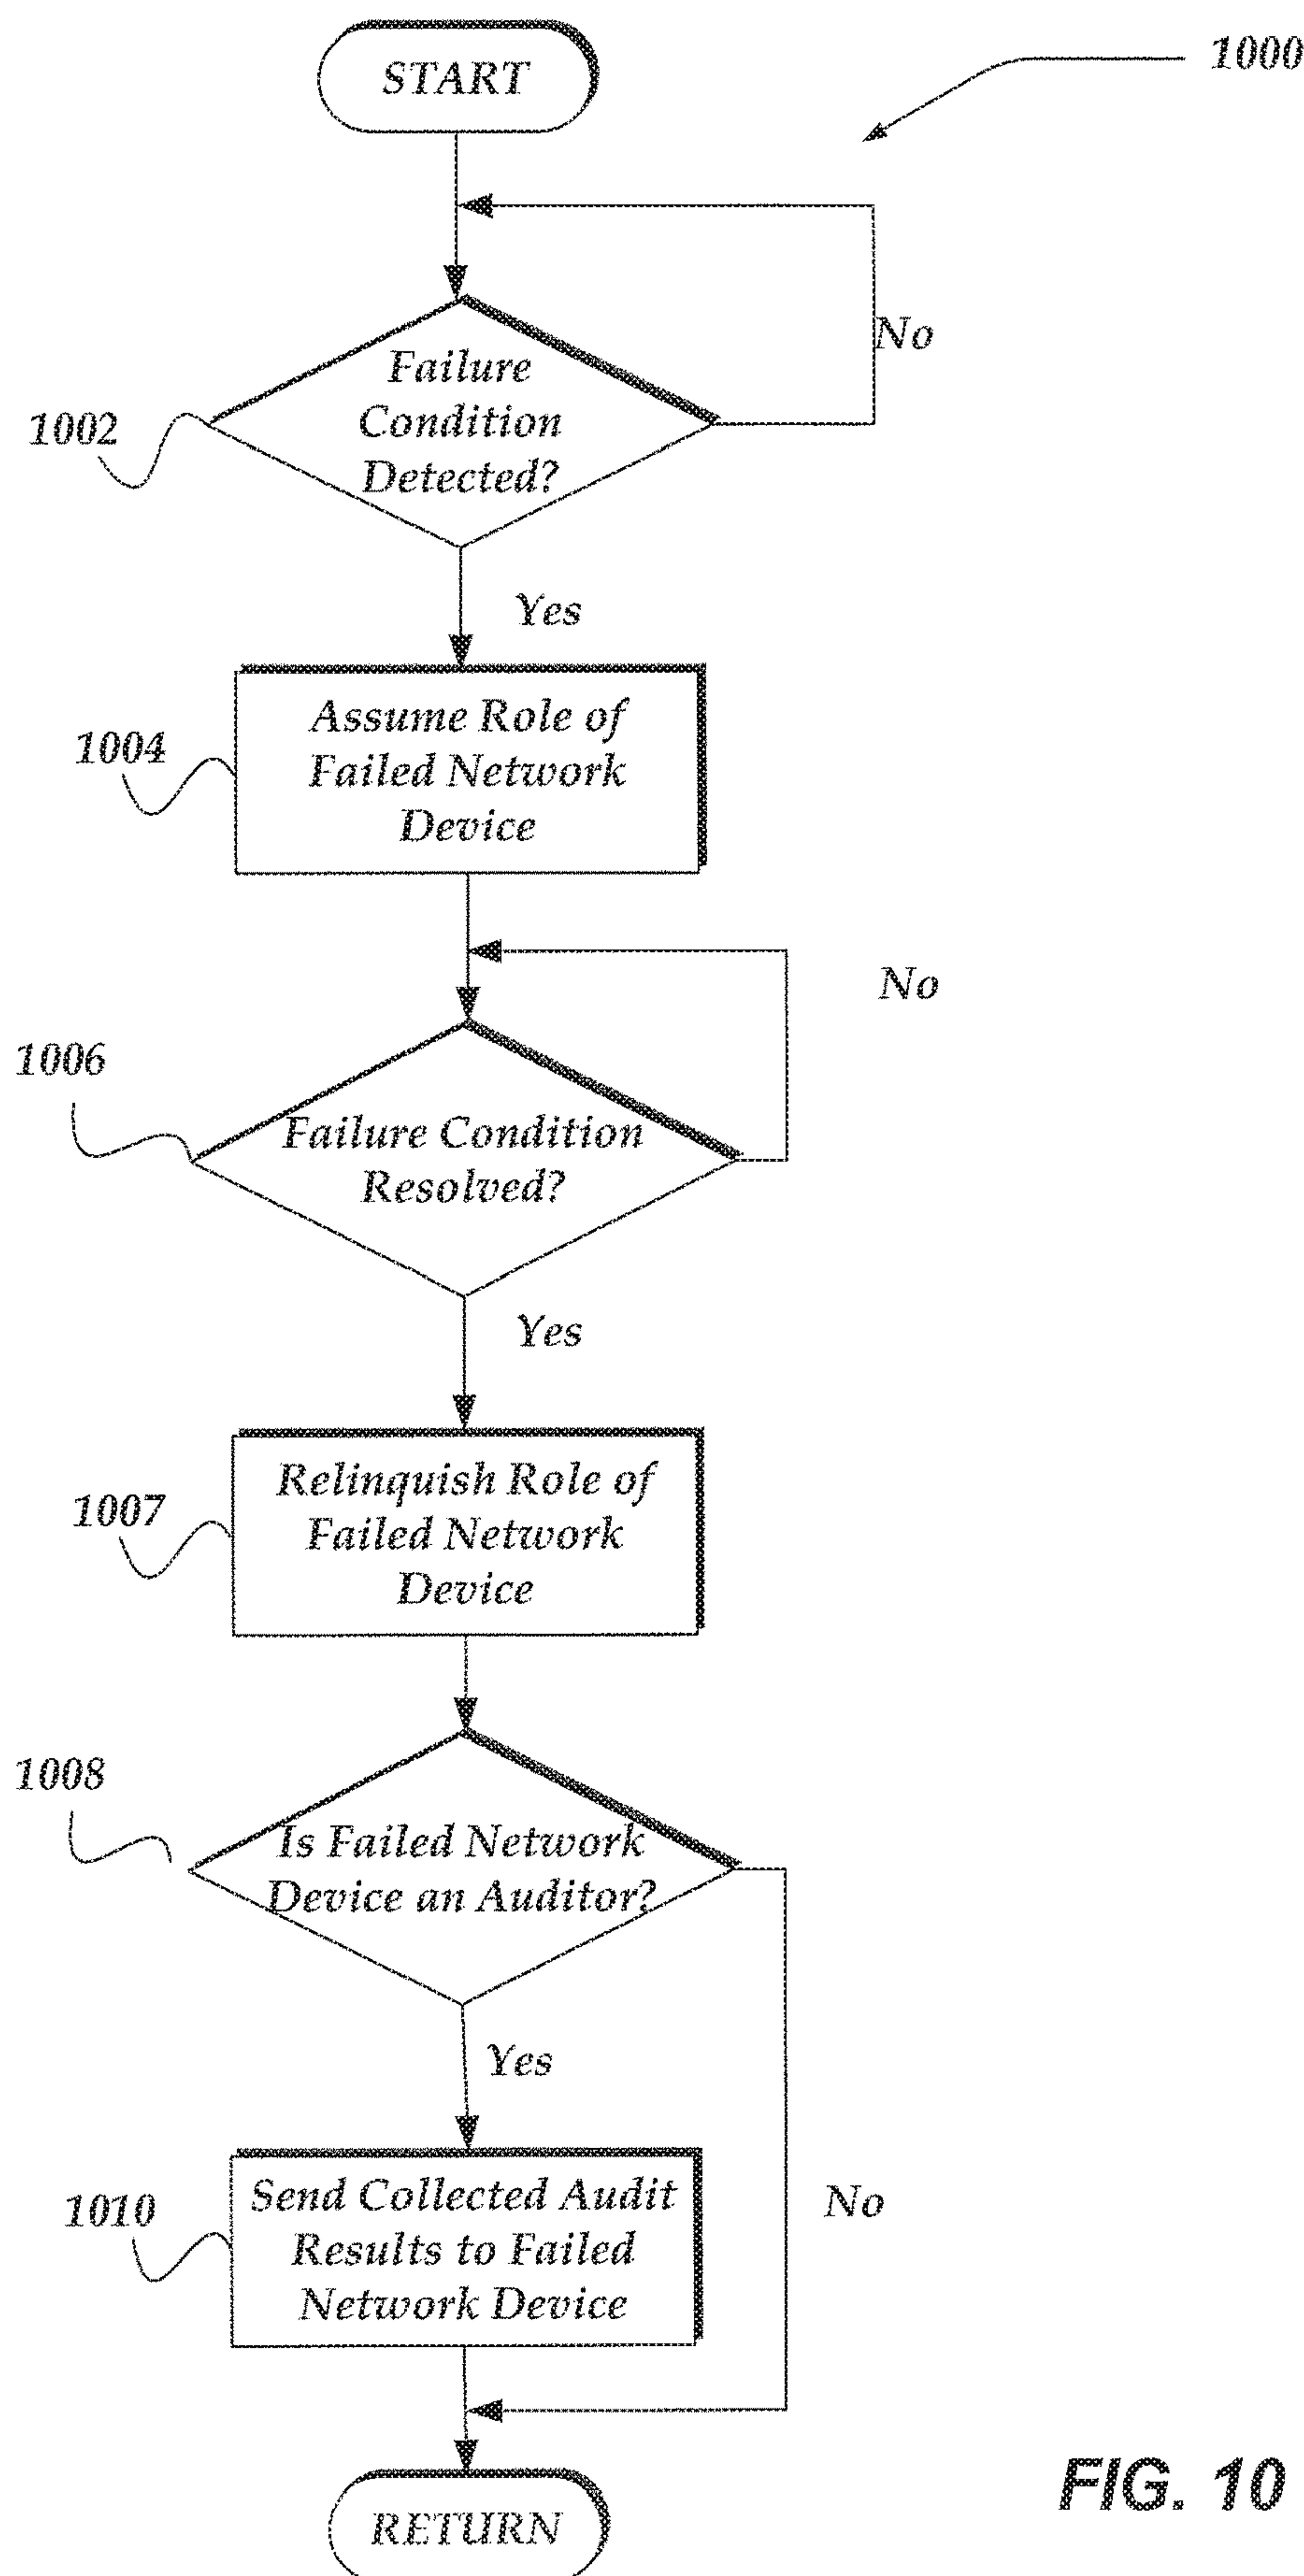 START
1000
No
Failure
Condition
Detected?
1002
Yes
Assume Role of
Failed Network
Device
1004
No
1006
Failure Condition
Resolved?
Yes
Relinquish Role of
Failed Network
Device
1007
1008
Is Failed Network
Device an Auditor?
Yes
Send Collected Audit
Results to Failed
Network Device
1010
No
RETURN
FIG. 10